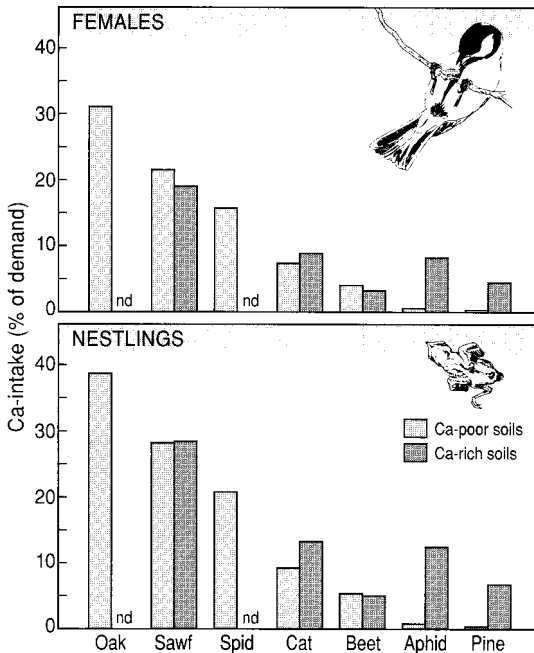 FEMALES
40
30
20
10
0
nd
nd
Ca-intake (% of demand)
NESTLINGS
40
30
20
10
0
Ca-poor soils
Ca-rich soils
nd
nd
Oak Sawf Spid Cat Beet Aphid Pine